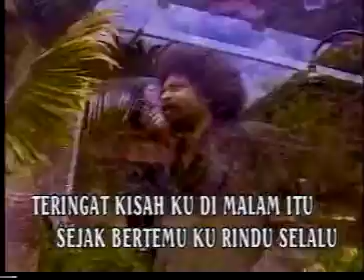 TERINGAT KISAH KU DI MALAM ITU
SEJAK BERTEMU KU RINDU SELALU